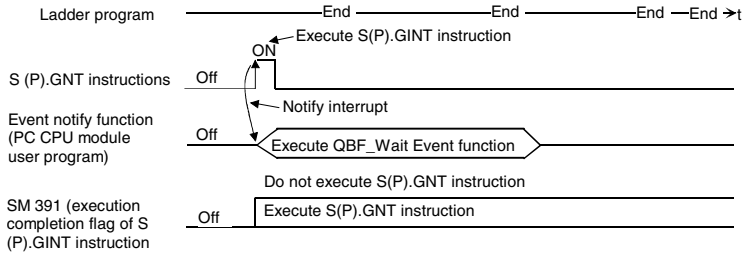 Ladder program End End End End t
Execute S(P).GINT instruction
ON
S (P).GNT instructions Off
Notify interrupt
Event notify function
(PC CPU module
user program)
Off
Execute QBF_Wait Event function
Do not execute S(P).GNT instruction
SM 391 (execution
completion flag of S
(P).GINT instruction
Off
Execute S(P).GNT instruction